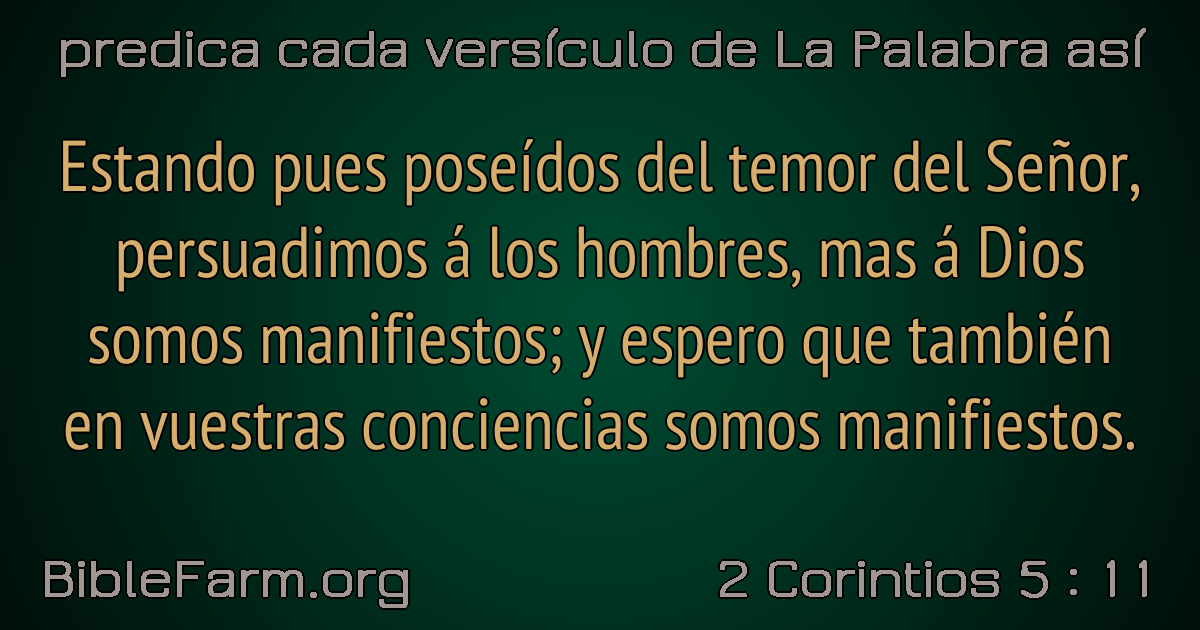 predica cada versículo de La Palabra así
Estando pues poseídos del temor del Señor,
persuadimos á los hombres, mas á Dios
somos manifiestos; y espero que también
en vuestras conciencias somos manifiestos.
BibleFarm.org
2 Corintios 5 : 11